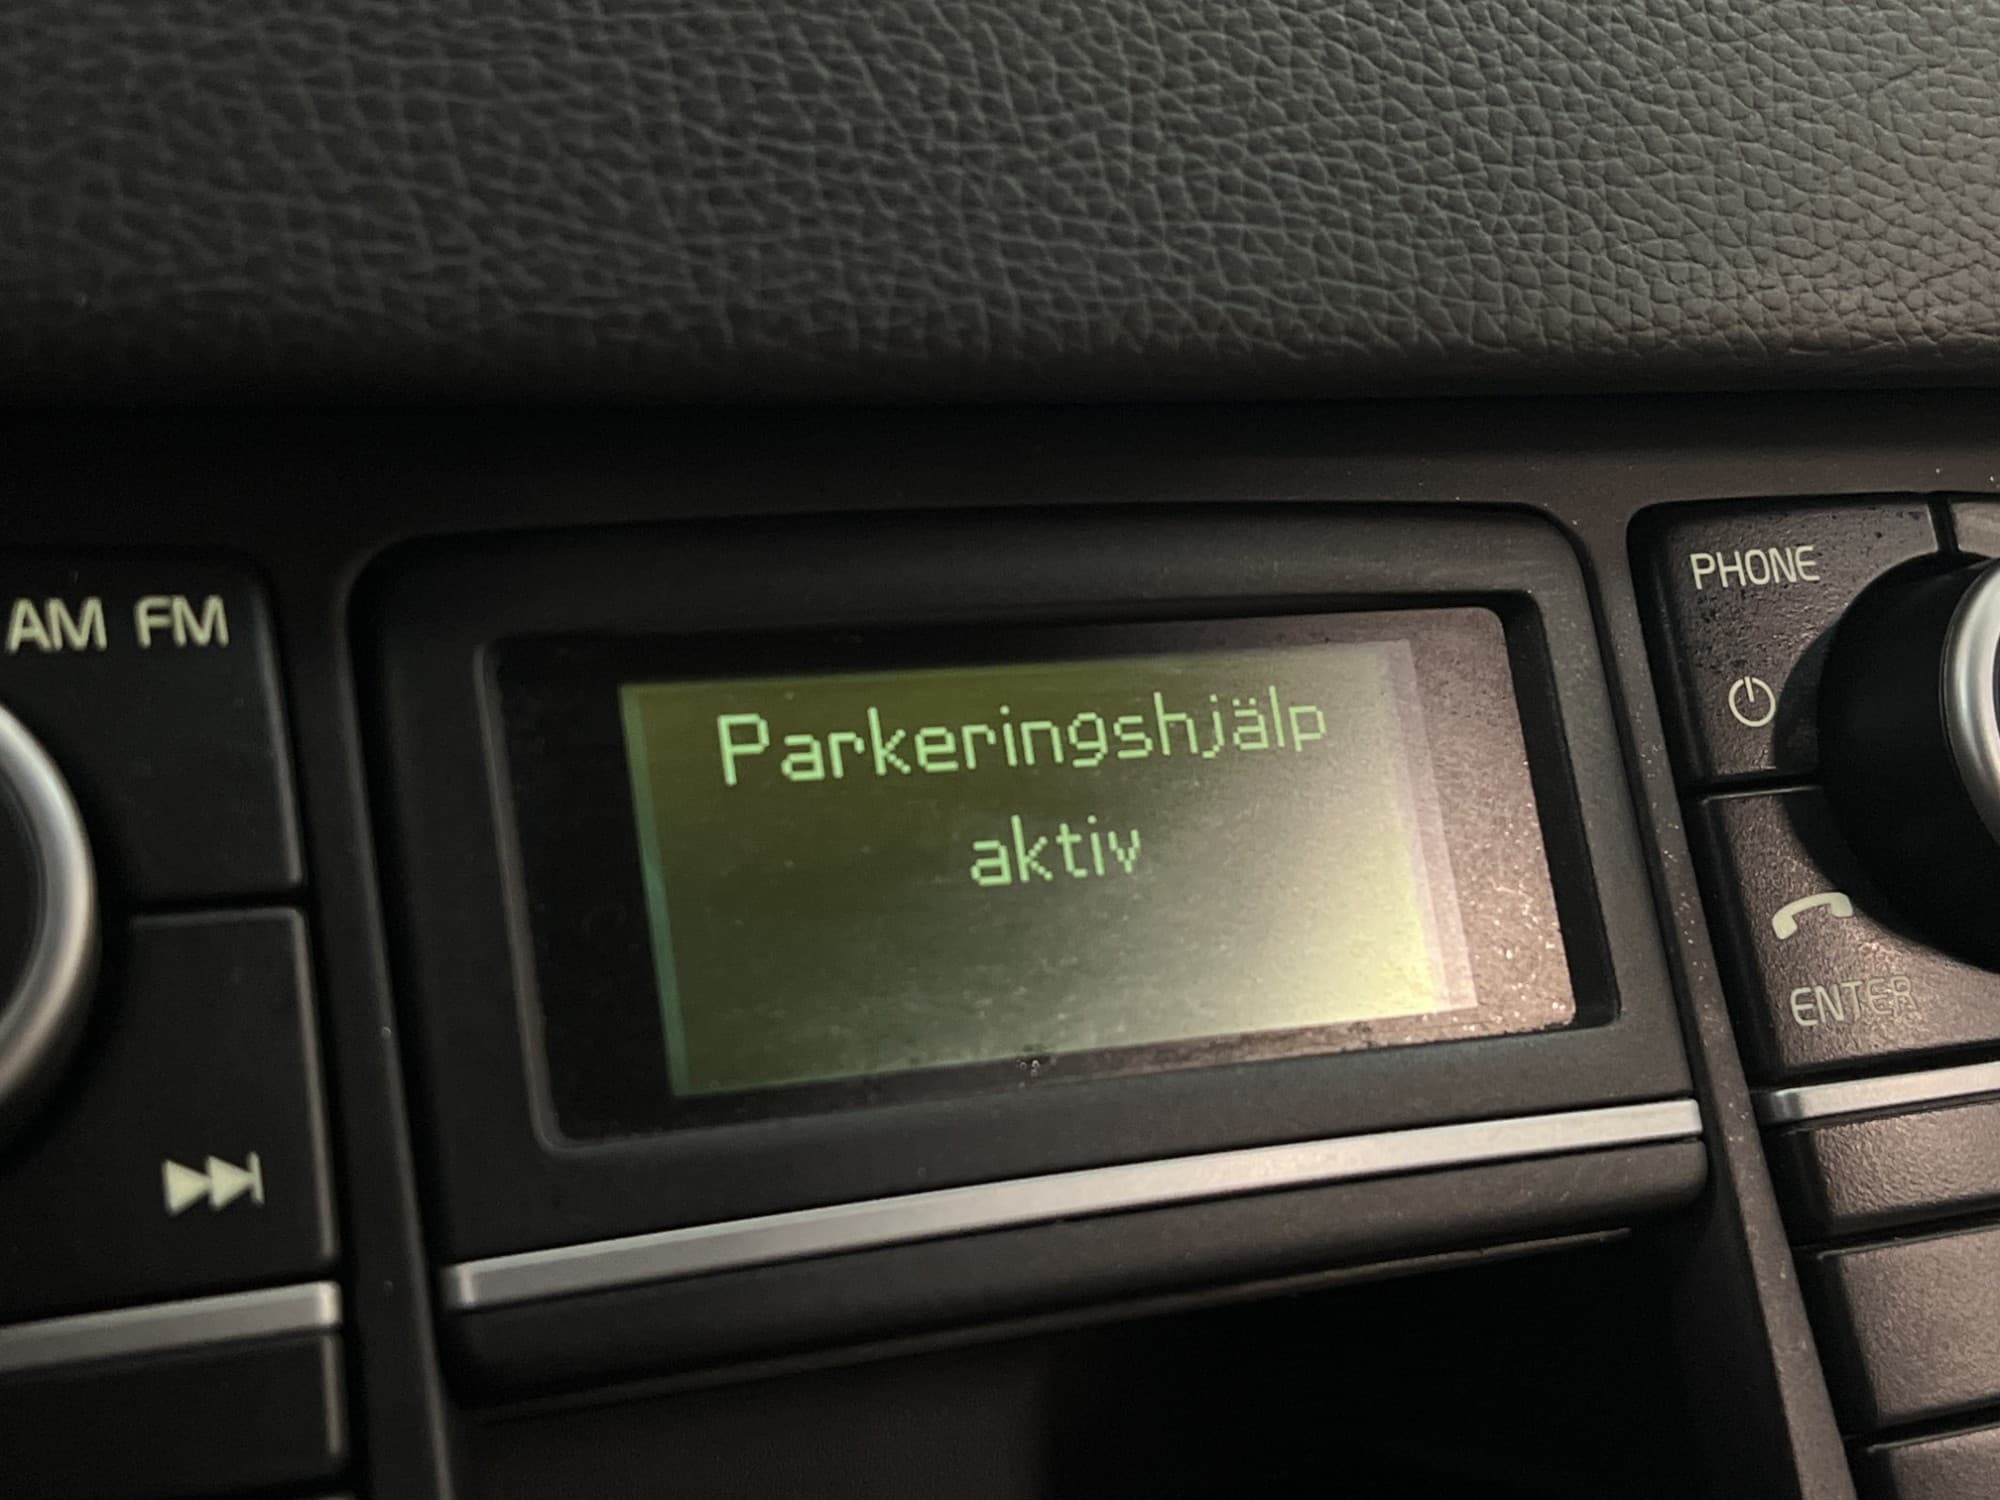 AM FM
PHONE
Parkeringshjälp
aktiv
ENTER